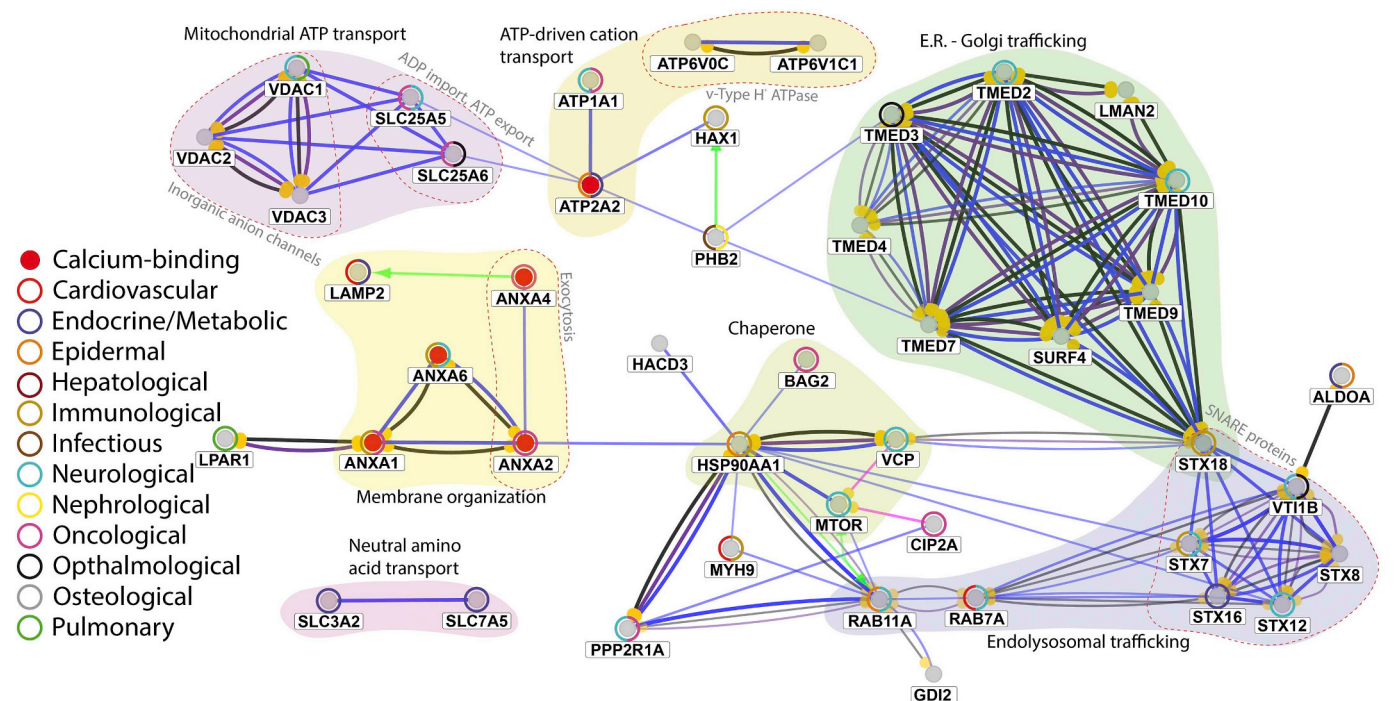 Mitochondrial ATP transport
ATP-driven cation
transport
E.R. - Golgi trafficking
ADP import, ATP export
Inorganic anion channels
v-Type H⁺ ATPase
VDAC1
SLC25A5
VDAC2
SLC25A6
VDAC3
ATP6V0C
ATP6V1C1
ATP1A1
HAX1
ATP2A2
PHB2
TMED2
LMAN2
TMED3
TMED10
TMED4
TMED9
TMED7
SURF4
Calcium-binding
Cardiovascular
Endocrine/Metabolic
Epidermal
Hepatological
Immunological
Infectious
Neurological
Nephrological
Oncological
Opthalmological
Osteological
Pulmonary
LAMP2
ANXA4
Exocytosis
ANXA6
LPAR1
ANXA1
ANXA2
Membrane organization
Neutral amino
acid transport
SLC3A2
SLC7A5
Chaperone
HACD3
BAG2
HSP90AA1
VCP
MTOR
CIP2A
MYH9
PPP2R1A
RAB11A
RAB7A
GDI2
Endolysosomal trafficking
SNARE proteins
ALDOA
STX18
VTI1B
STX7
STX8
STX16
STX12